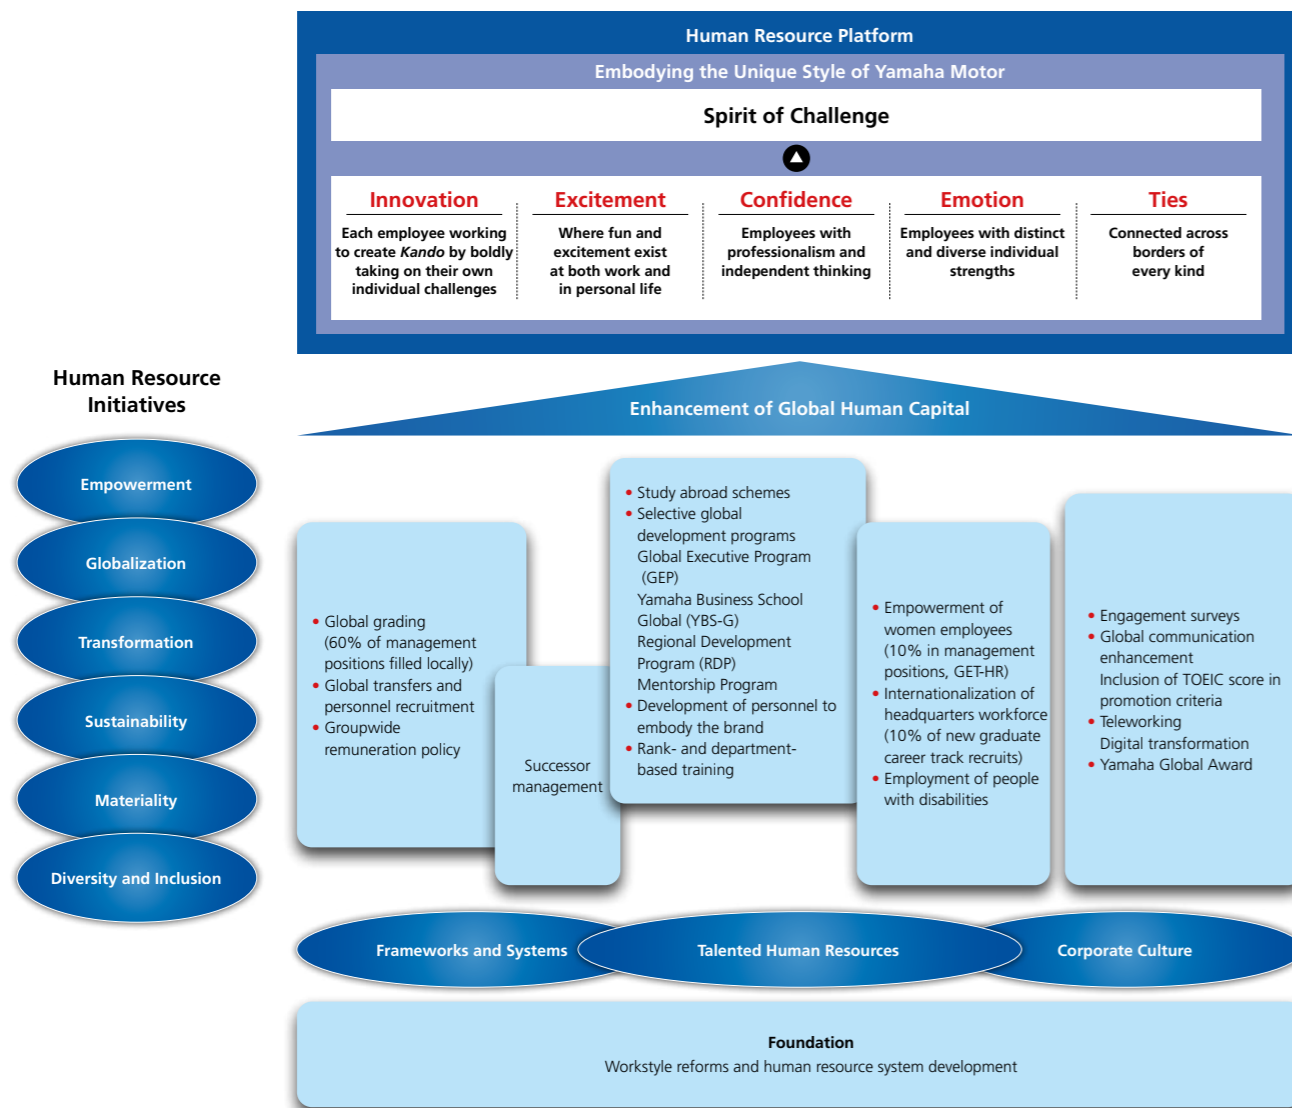 Human Resource Platform
Embodying the Unique Style of Yamaha Motor
Spirit of Challenge
Innovation
Each employee working
to create Kando by boldly
taking on their own
individual challenges
Excitement
Where fun and
excitement exist
at both work and
in personal life
Confidence
Employees with
professionalism and
independent thinking
Emotion
Employees with distinct
and diverse individual
strengths
Ties
Connected across
borders of
every kind
Human Resource
Initiatives
Empowerment
Globalization
Transformation
Sustainability
Materiality
Diversity and Inclusion
Enhancement of Global Human Capital
• Global grading
(60% of management
positions filled locally)
• Global transfers and
personnel recruitment
• Groupwide
remuneration policy
Successor
management
• Study abroad schemes
• Selective global
development programs
Global Executive Program
(GEP)
Yamaha Business School
Global (YBS-G)
Regional Development
Program (RDP)
Mentorship Program
• Development of personnel to
embody the brand
• Rank- and department-
based training
• Empowerment of
women employees
(10% in management
positions, GET-HR)
• Internationalization of
headquarters workforce
(10% of new graduate
career track recruits)
• Employment of people
with disabilities
• Engagement surveys
• Global communication
enhancement
Inclusion of TOEIC score in
promotion criteria
• Teleworking
Digital transformation
• Yamaha Global Award
Frameworks and Systems
Talented Human Resources
Corporate Culture
Foundation
Workstyle reforms and human resource system development